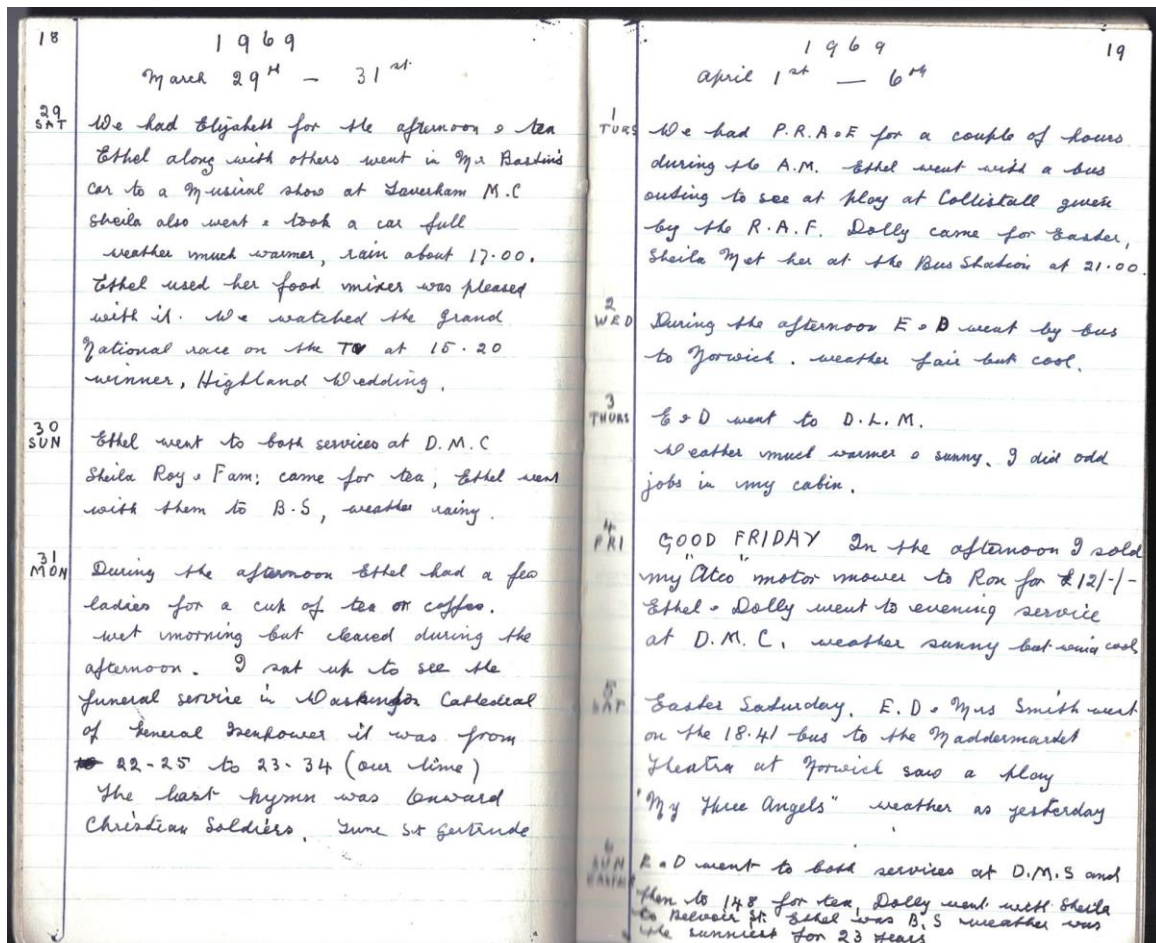 18
1969
March 29th - 31st
29
SAT
We had Elizabeth for the afternoon & tea
Ethel along with others went in Mr Bastin's
car to a Musical show at Taverham M.C
Sheila also went & took a car full
weather much warmer, rain about 17.00.
Ethel used her food mixer was pleased
with it. We watched the Grand
National race on the TV at 15.20
winner, Highland Wedding.
30
SUN
Ethel went to both services at D.M.C
Sheila Roy & Fam: came for tea, Ethel went
with them to B.S, weather rainy.
31
MON
During the afternoon Ethel had a few
ladies for a cup of tea or coffee.
wet morning but cleared during the
afternoon. I sat up to see the
funeral service in Washington Cathedral
of General Isenhower it was from
22-25 to 23-34 (our time)
The last hymn was Onward
Christian Soldiers. Tune St Gertrude
1969
19
April 1st - 6th
1
TUES
We had P.R.A & E for a couple of hours
during the A.M. Ethel went with a bus
outing to see at play at Coltistall given
by the R.A.F. Dolly came for Easter,
Sheila Met her at the Bus Station at 21.00.
2
WED
During the afternoon E & D went by bus
to Norwich. weather fair but cool.
3
THURS
E & D went to D.L.M.
Weather much warmer & sunny. I did odd
jobs in my cabin.
4
FRI
GOOD FRIDAY In the afternoon I sold
my "Atco" motor mower to Ron for £12/-/-
Ethel & Dolly went to evening service
at D.M.C. weather sunny but wind cool
5
SAT
Easter Saturday. E. D & Mrs Smith went
on the 18.41 bus to the Maddermarket
Theatre at Norwich saw a play
"My Three Angels" weather as yesterday
6
SUN
EASTER
E & D went to both services at D.M.S and
then to 148 for tea, Dolly went with Sheila
to Belvoir St. Ethel was B.S weather was
the sunniest for 23 years